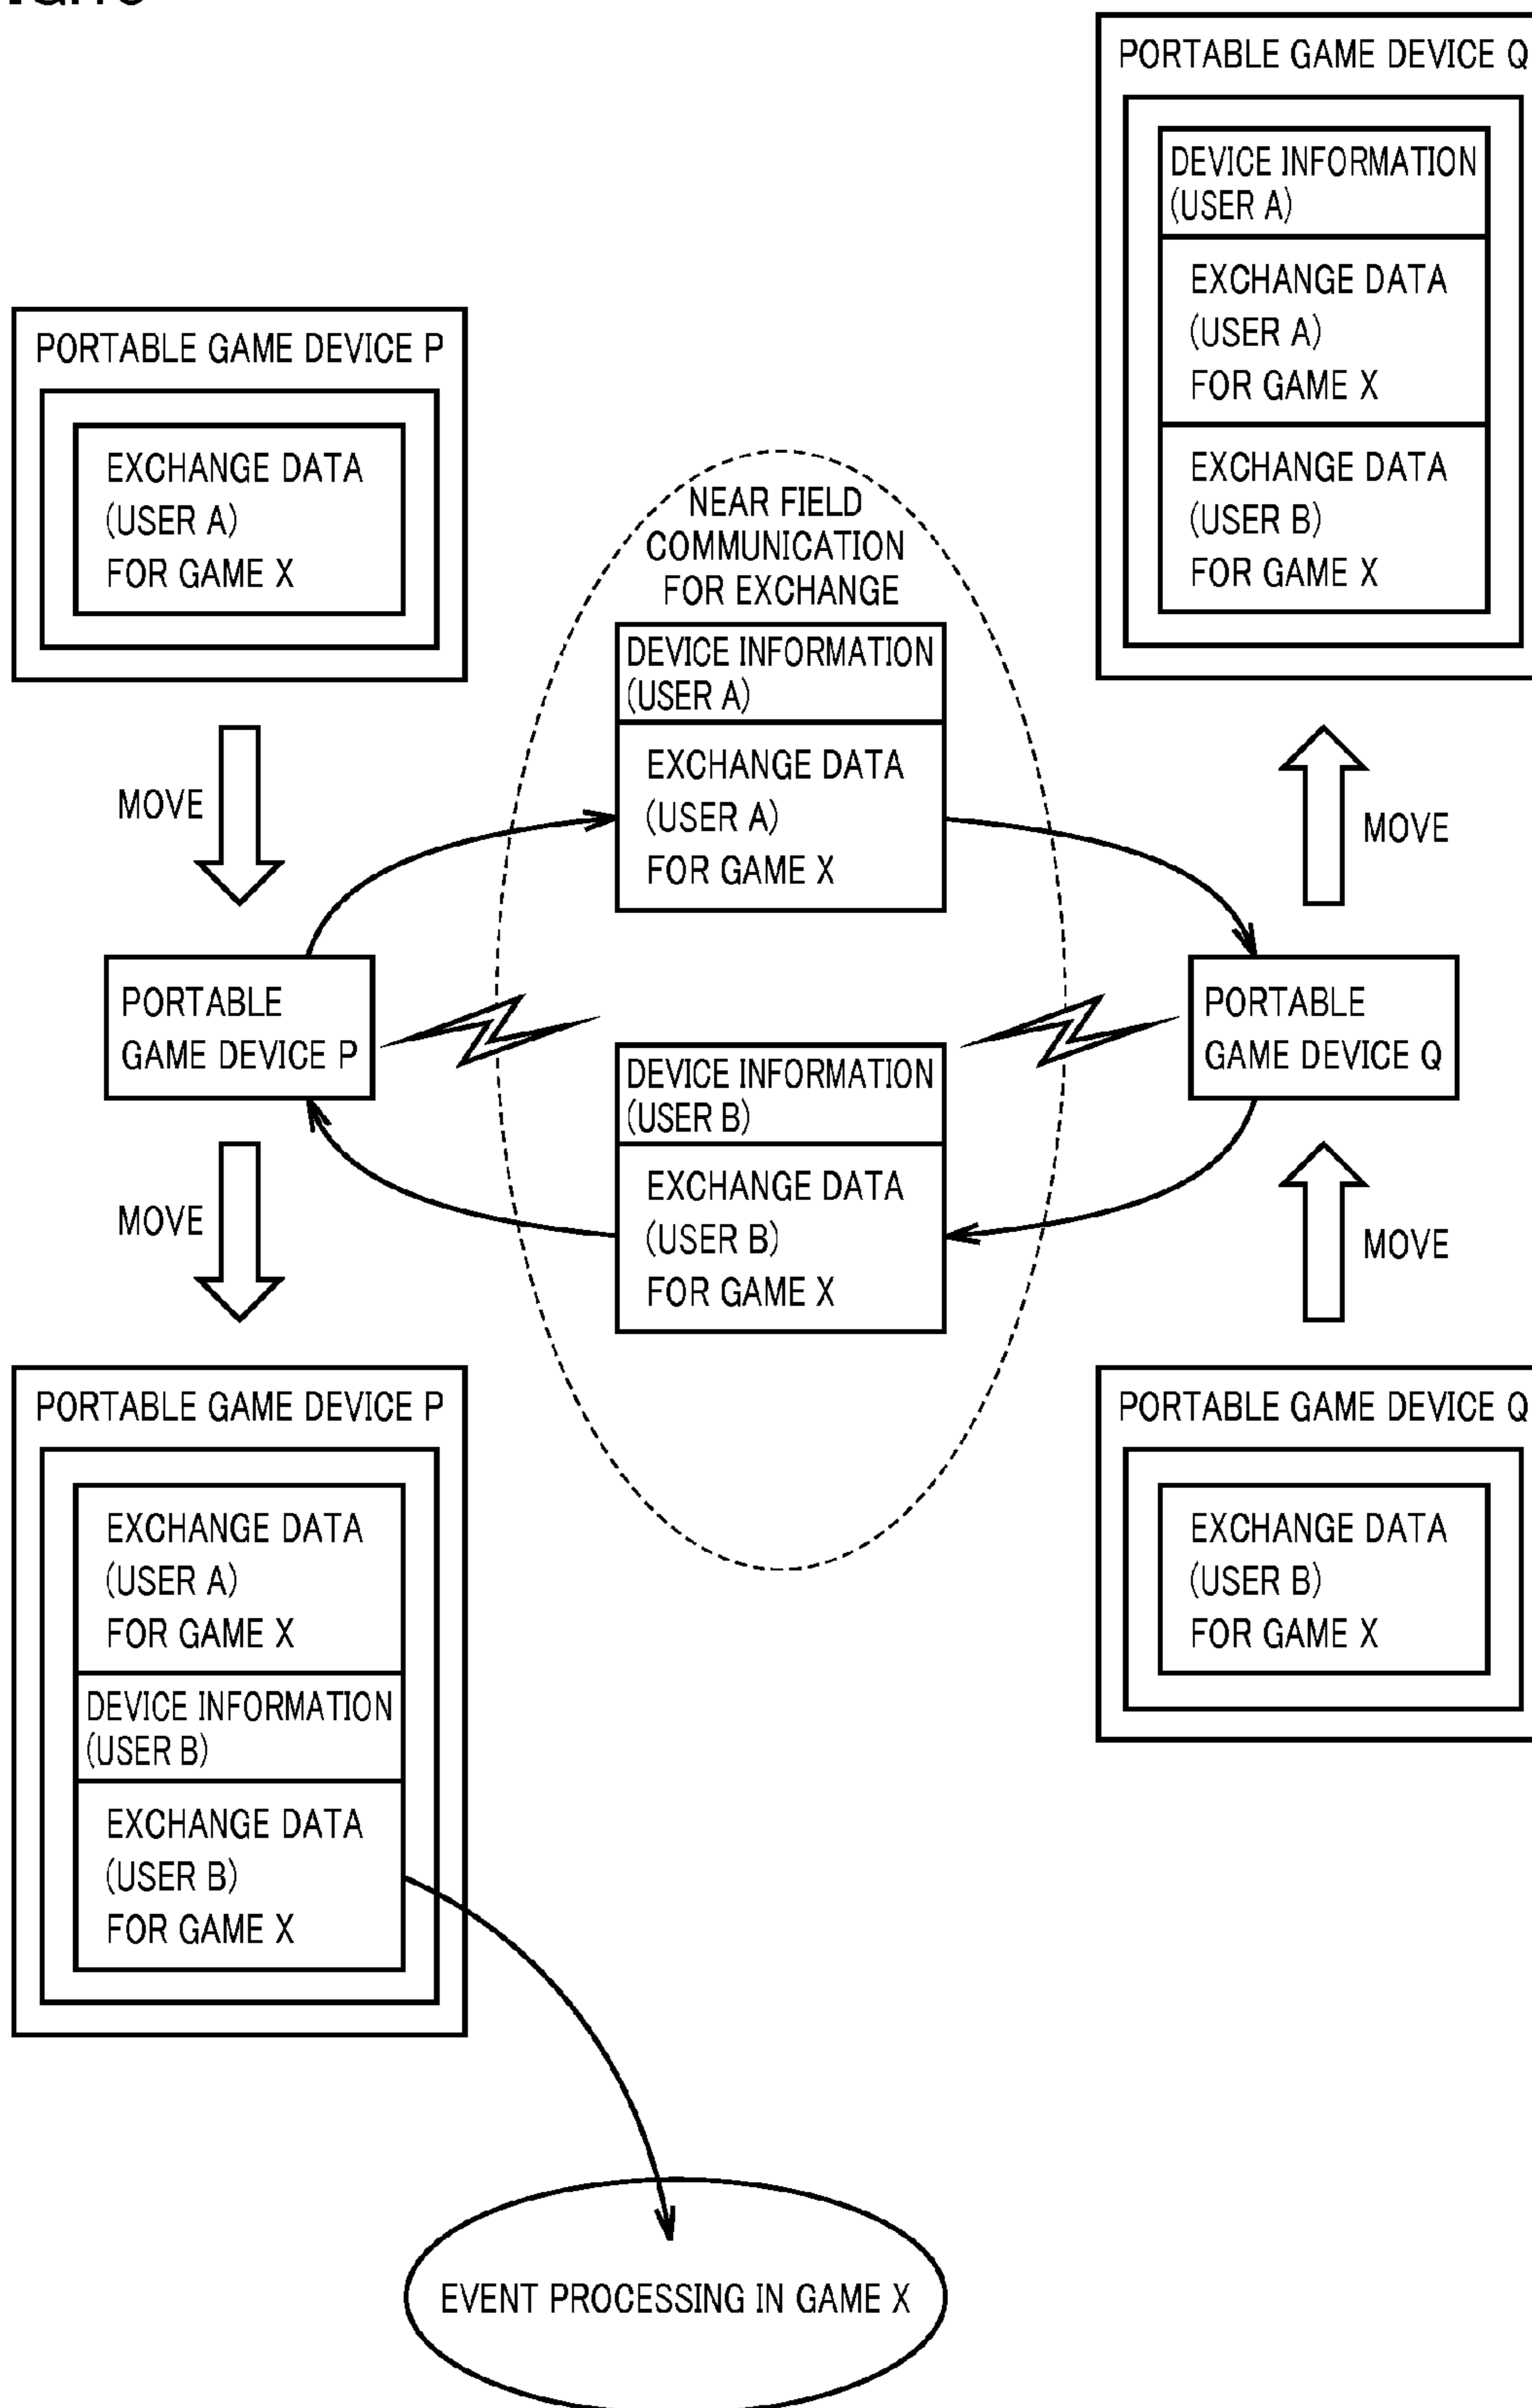 PORTABLE GAME DEVICE Q
DEVICE INFORMATION
(USER A)
EXCHANGE DATA
(USER A)
FOR GAME X
EXCHANGE DATA
(USER B)
FOR GAME X
PORTABLE GAME DEVICE P
EXCHANGE DATA
(USER A)
FOR GAME X
NEAR FIELD
COMMUNICATION
FOR EXCHANGE
DEVICE INFORMATION
(USER A)
EXCHANGE DATA
(USER A)
FOR GAME X
MOVE
MOVE
PORTABLE
GAME DEVICE P
PORTABLE
GAME DEVICE Q
DEVICE INFORMATION
(USER B)
EXCHANGE DATA
(USER B)
FOR GAME X
MOVE
MOVE
PORTABLE GAME DEVICE P
EXCHANGE DATA
(USER A)
FOR GAME X
DEVICE INFORMATION
(USER B)
EXCHANGE DATA
(USER B)
FOR GAME X
PORTABLE GAME DEVICE Q
EXCHANGE DATA
(USER B)
FOR GAME X
EVENT PROCESSING IN GAME X